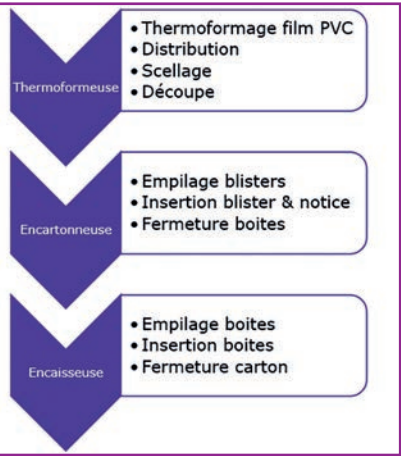 Thermoformeuse
• Thermoformage film PVC
• Distribution
• Scellage
• Découpe
Encartonneuse
• Empilage blisters
• Insertion blister & notice
• Fermeture boites
Encaisseuse
• Empilage boites
• Insertion boites
• Fermeture carton